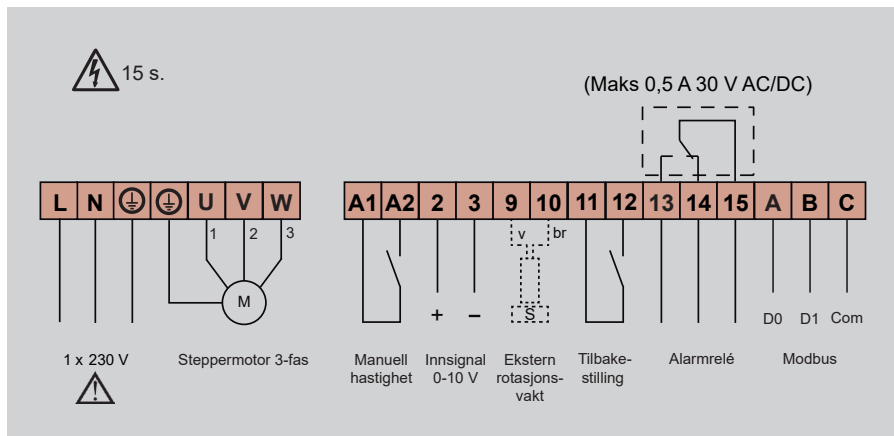 15 s.
(Maks 0,5 A 30 V AC/DC)
L N U V W
A1 A2 2 3 9 10 11 12 13 14 15 A B C
1 2 3
v br
M
+ –
S
D0 D1 Com
1 x 230 V
Steppermotor 3-fas
Manuell
hastighet
Innsignal
0-10 V
Ekstern
rotasjons-
vakt
Tilbake-
stilling
Alarmrelé
Modbus